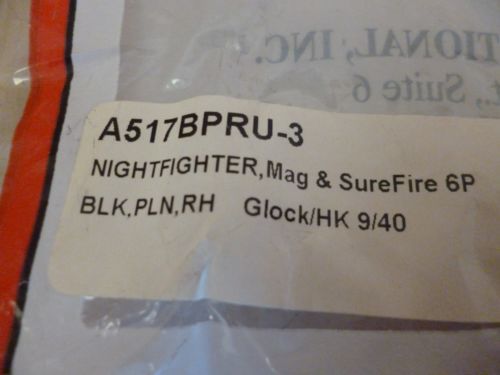 TIONAL, INC.
, Suite 6
A517BPRU-3
NIGHTFIGHTER,Mag & SureFire 6P
BLK,PLN,RH Glock/HK 9/40